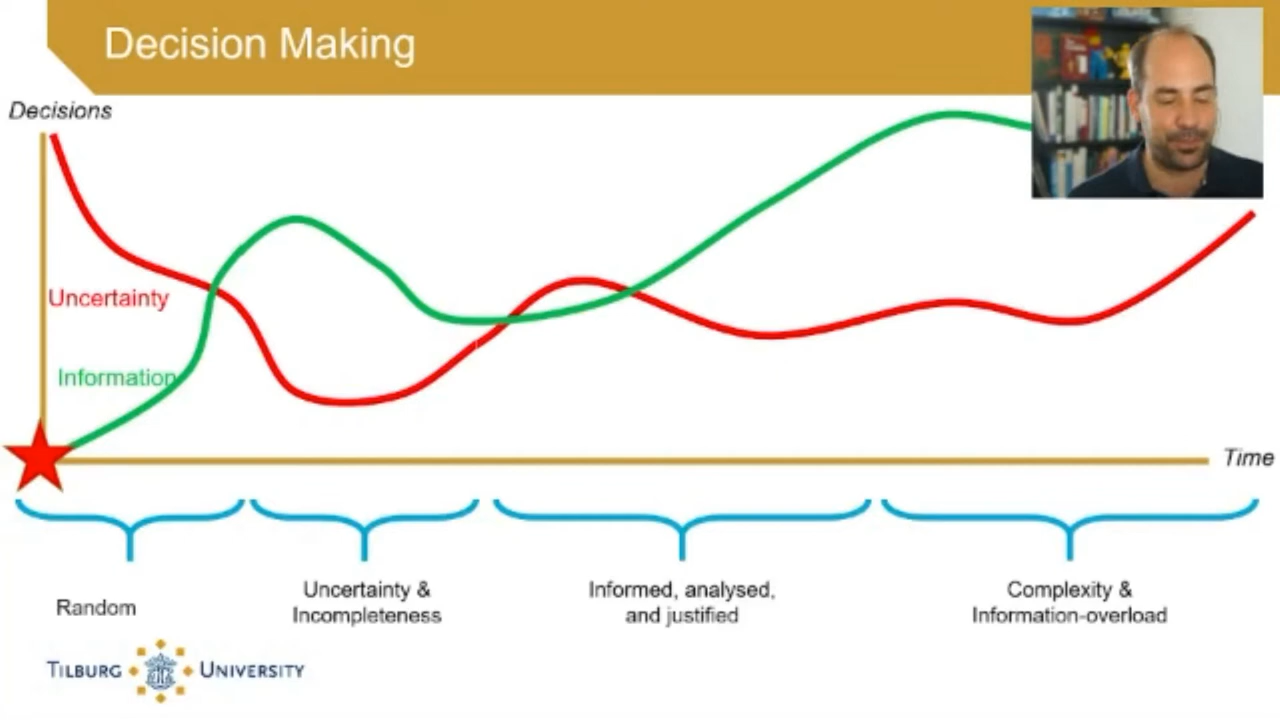 Decision Making
Decisions
Uncertainty
Information
Time
Random
Uncertainty &
Incompleteness
Informed, analysed,
and justified
Complexity &
Information-overload
TILBURG UNIVERSITY